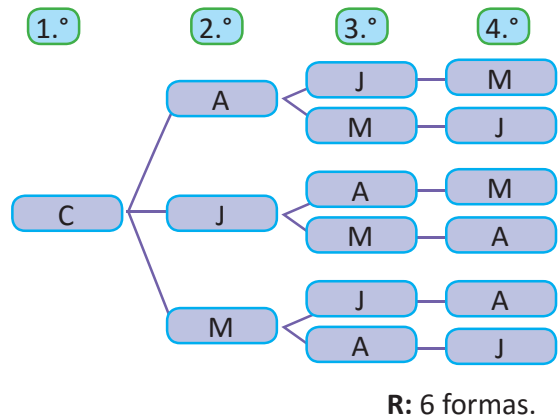 1.° 2.° 3.° 4.°
J M
A
M J
A M
C J
M A
J A
M
A J
R: 6 formas.